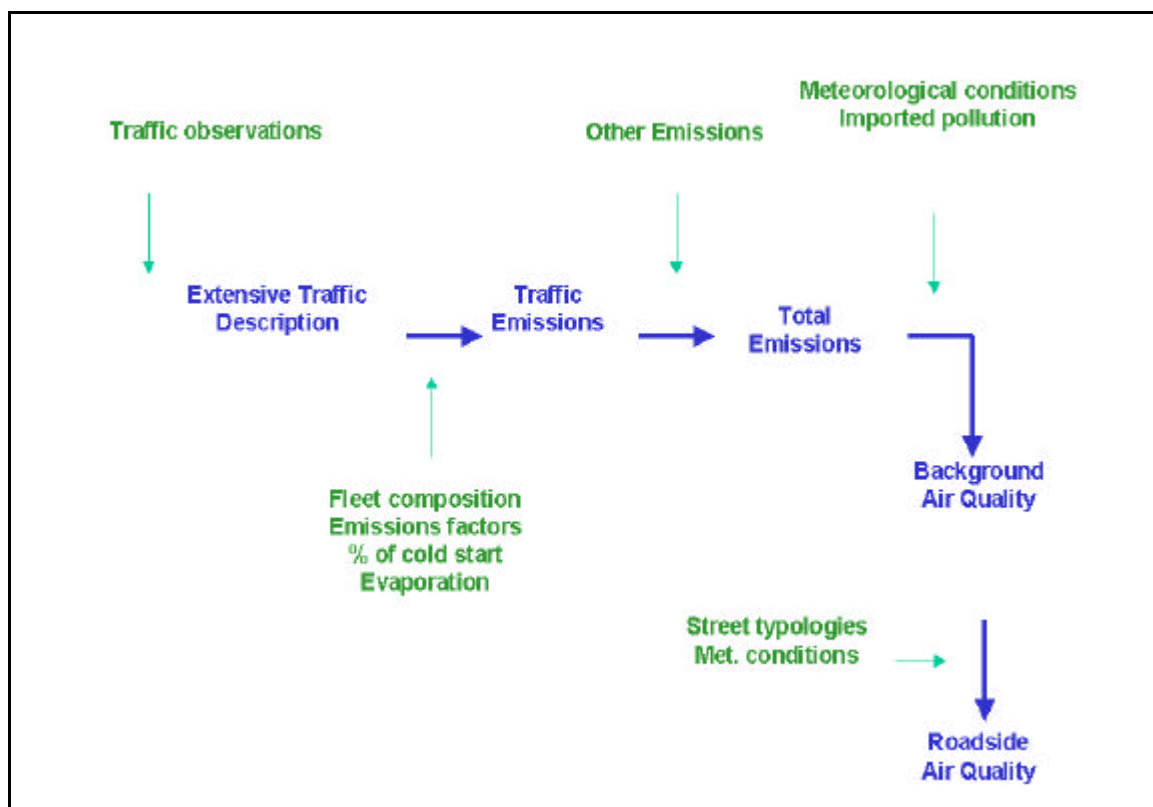 Meteorological conditions
Imported pollution
Traffic observations
Other Emissions
Extensive Traffic
Description
Traffic
Emissions
Total
Emissions
Background
Air Quality
Fleet composition
Emissions factors
% of cold start
Evaporation
Street typologies
Met. conditions
Roadside
Air Quality